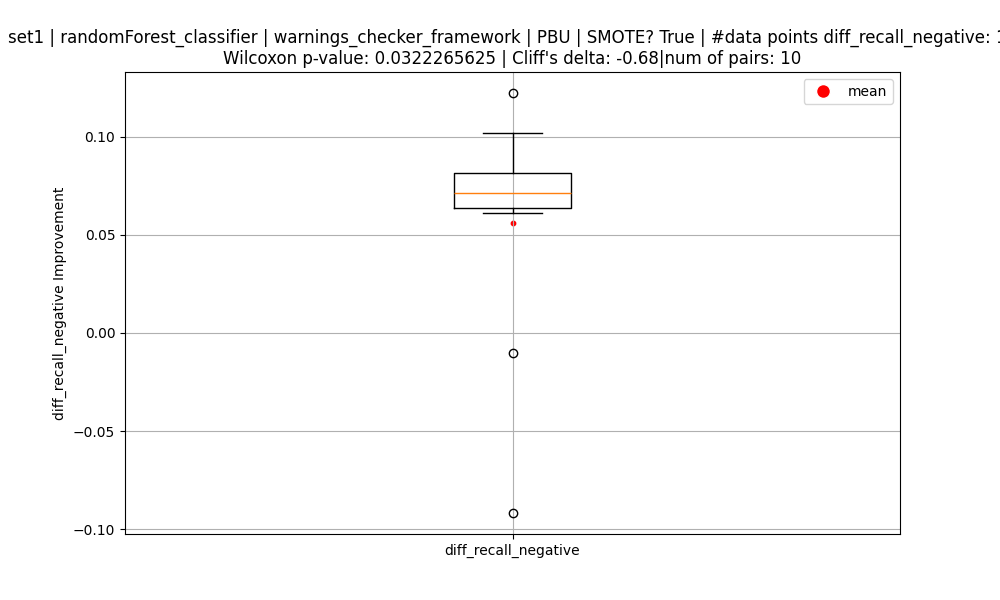 set1 | randomForest_classifier | warnings_checker_framework | PBU | SMOTE? True | #data points diff_recall_negative:
Wilcoxon p-value: 0.0322265625 | Cliff's delta: -0.68|num of pairs: 10
mean
0.10
0.05
0.00
−0.05
−0.10
diff_recall_negative Improvement
diff_recall_negative